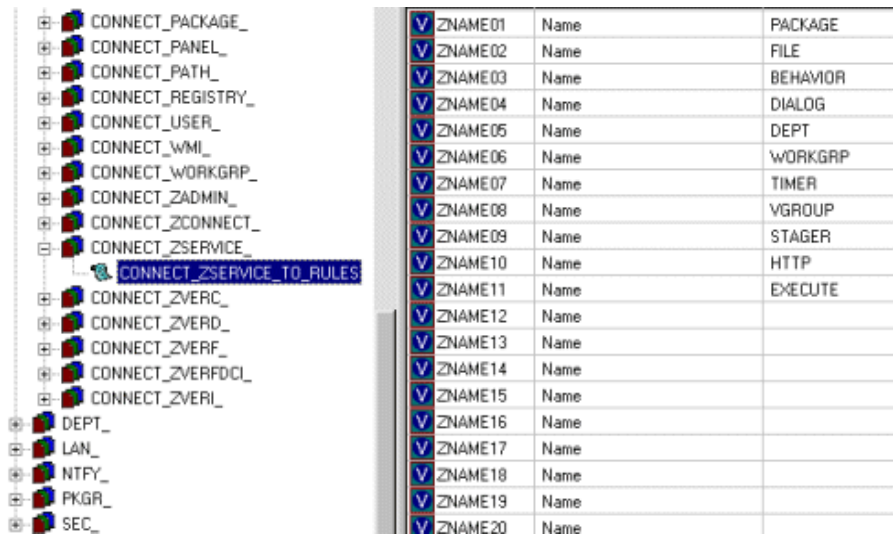 CONNECT_PACKAGE_
CONNECT_PANEL_
CONNECT_PATH_
CONNECT_REGISTRY_
CONNECT_USER_
CONNECT_WMI_
CONNECT_WORKGRP_
CONNECT_ZADMIN_
CONNECT_ZCONNECT_
CONNECT_ZSERVICE_
CONNECT_ZSERVICE_TO_RULES
CONNECT_ZVERC_
CONNECT_ZVERD_
CONNECT_ZVERF_
CONNECT_ZVERFDCI_
CONNECT_ZVERI_
DEPT_
LAN_
NTFY_
PKGR_
SEC_
V ZNAME01 Name PACKAGE
V ZNAME02 Name FILE
V ZNAME03 Name BEHAVIOR
V ZNAME04 Name DIALOG
V ZNAME05 Name DEPT
V ZNAME06 Name WORKGRP
V ZNAME07 Name TIMER
V ZNAME08 Name VGROUP
V ZNAME09 Name STAGER
V ZNAME10 Name HTTP
V ZNAME11 Name EXECUTE
V ZNAME12 Name
V ZNAME13 Name
V ZNAME14 Name
V ZNAME15 Name
V ZNAME16 Name
V ZNAME17 Name
V ZNAME18 Name
V ZNAME19 Name
V ZNAME20 Name